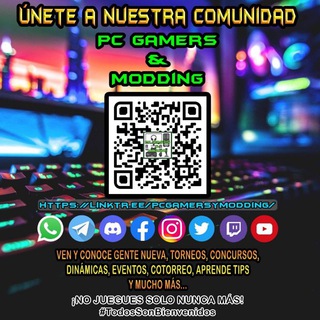 ÚNETE A NUESTRA COMUNIDAD
PC GAMERS
&
MODDING
HTTPS://LINKTR.EE/PCGAMERSYMODDING/
VEN Y CONOCE GENTE NUEVA, TORNEOS, CONCURSOS,
DINÁMICAS, EVENTOS, COTORREO, APRENDE TIPS
Y MUCHO MÁS...
¡NO JUEGUES SOLO NUNCA MÁS!
#TodosSonBienvenidos